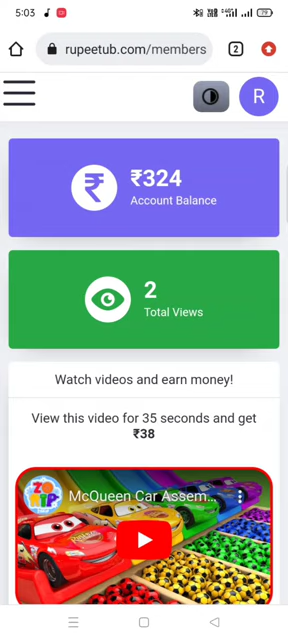 5:03
79
rupeetub.com/members
2
R
₹324
Account Balance
2
Total Views
Watch videos and earn money!
View this video for 35 seconds and get
₹38
McQueen Car Assem...